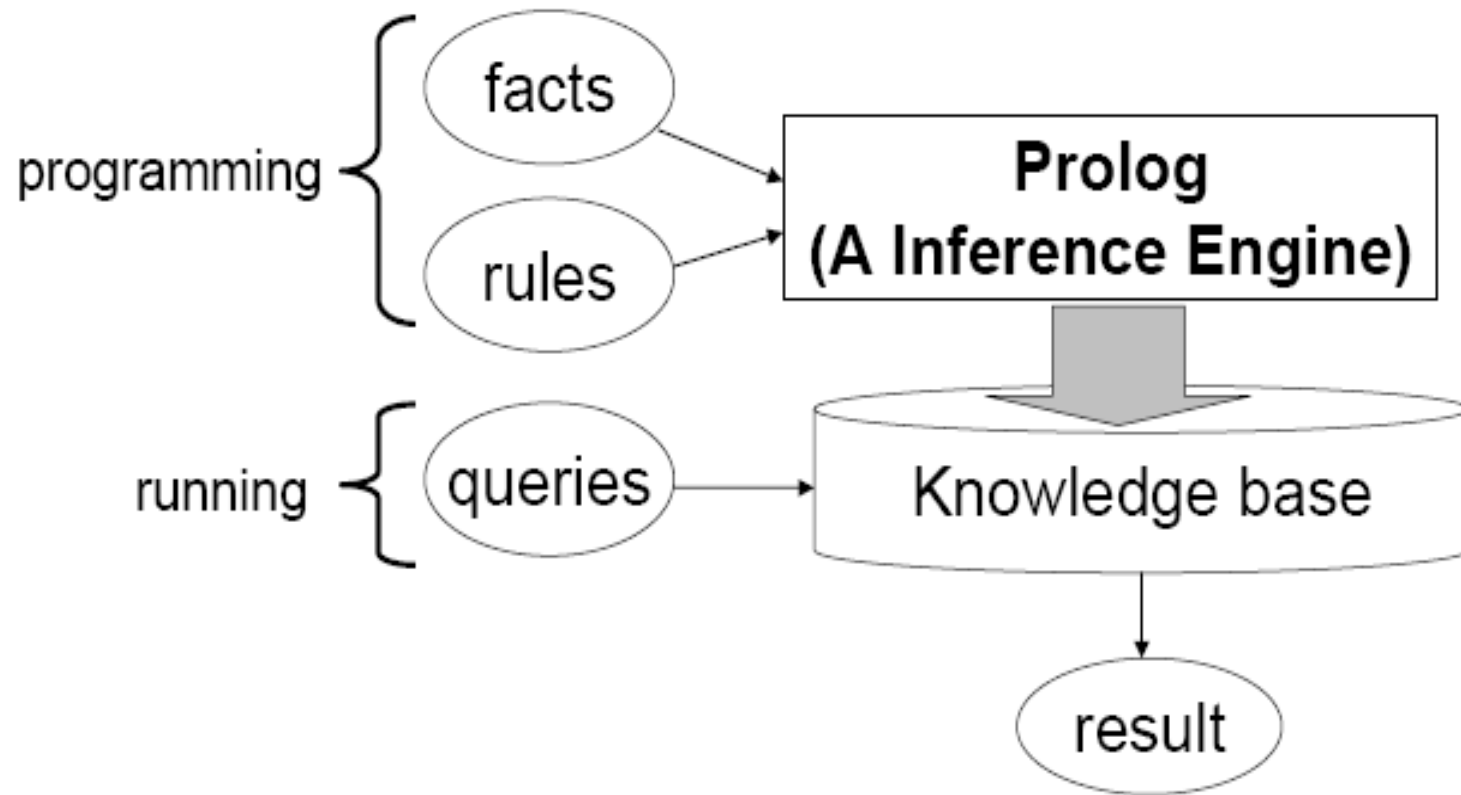 facts
programming
rules
Prolog
(A Inference Engine)
running
queries
Knowledge base
result